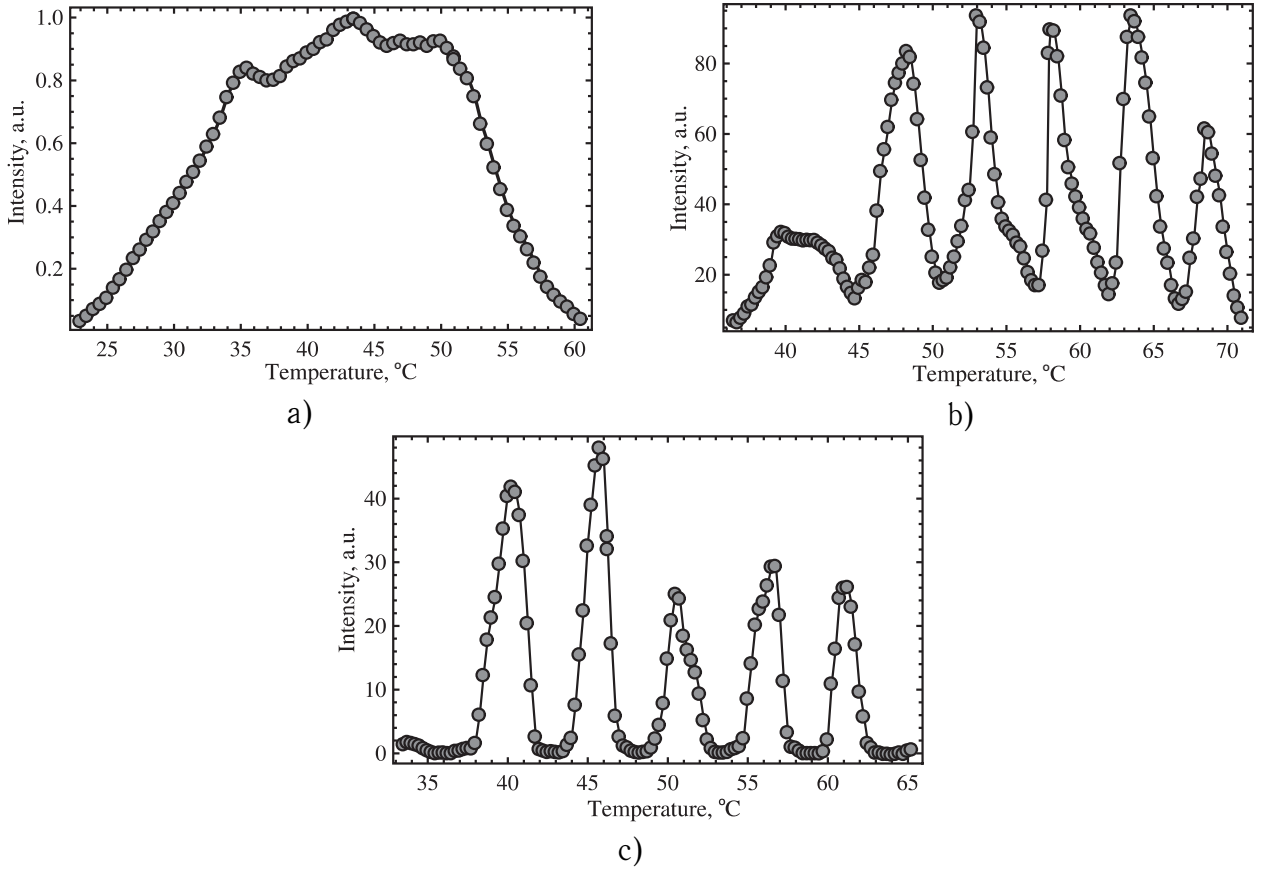 1.0
0.8
0.6
0.4
0.2
Intensity, a.u.
25 30 35 40 45 50 55 60
Temperature, °C
a)
80
60
40
20
Intensity, a.u.
40 45 50 55 60 65 70
Temperature, °C
b)
40
30
20
10
0
Intensity, a.u.
35 40 45 50 55 60 65
Temperature, °C
c)